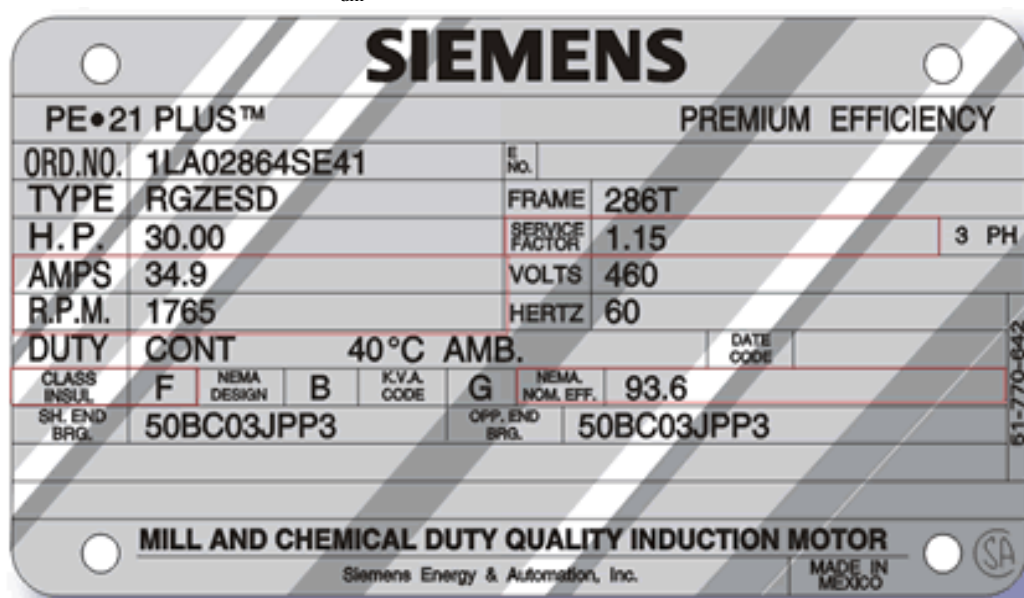 SIEMENS
PE•21 PLUS™ PREMIUM EFFICIENCY
ORD.NO. 1LA02864SE41 E NO.
TYPE RGZESD FRAME 286T
H.P. 30.00 SERVICE FACTOR 1.15 3 PH
AMPS 34.9 VOLTS 460
R.P.M. 1765 HERTZ 60
DUTY CONT 40°C AMB. DATE CODE
CLASS INSUL F NEMA DESIGN B K.V.A. CODE G NEMA. NOM. EFF. 93.6
SH. END BRG. 50BC03JPP3 OPP. END BRG. 50BC03JPP3
51-770-642
MILL AND CHEMICAL DUTY QUALITY INDUCTION MOTOR
Siemens Energy & Automation, Inc. MADE IN MEXICO
SA